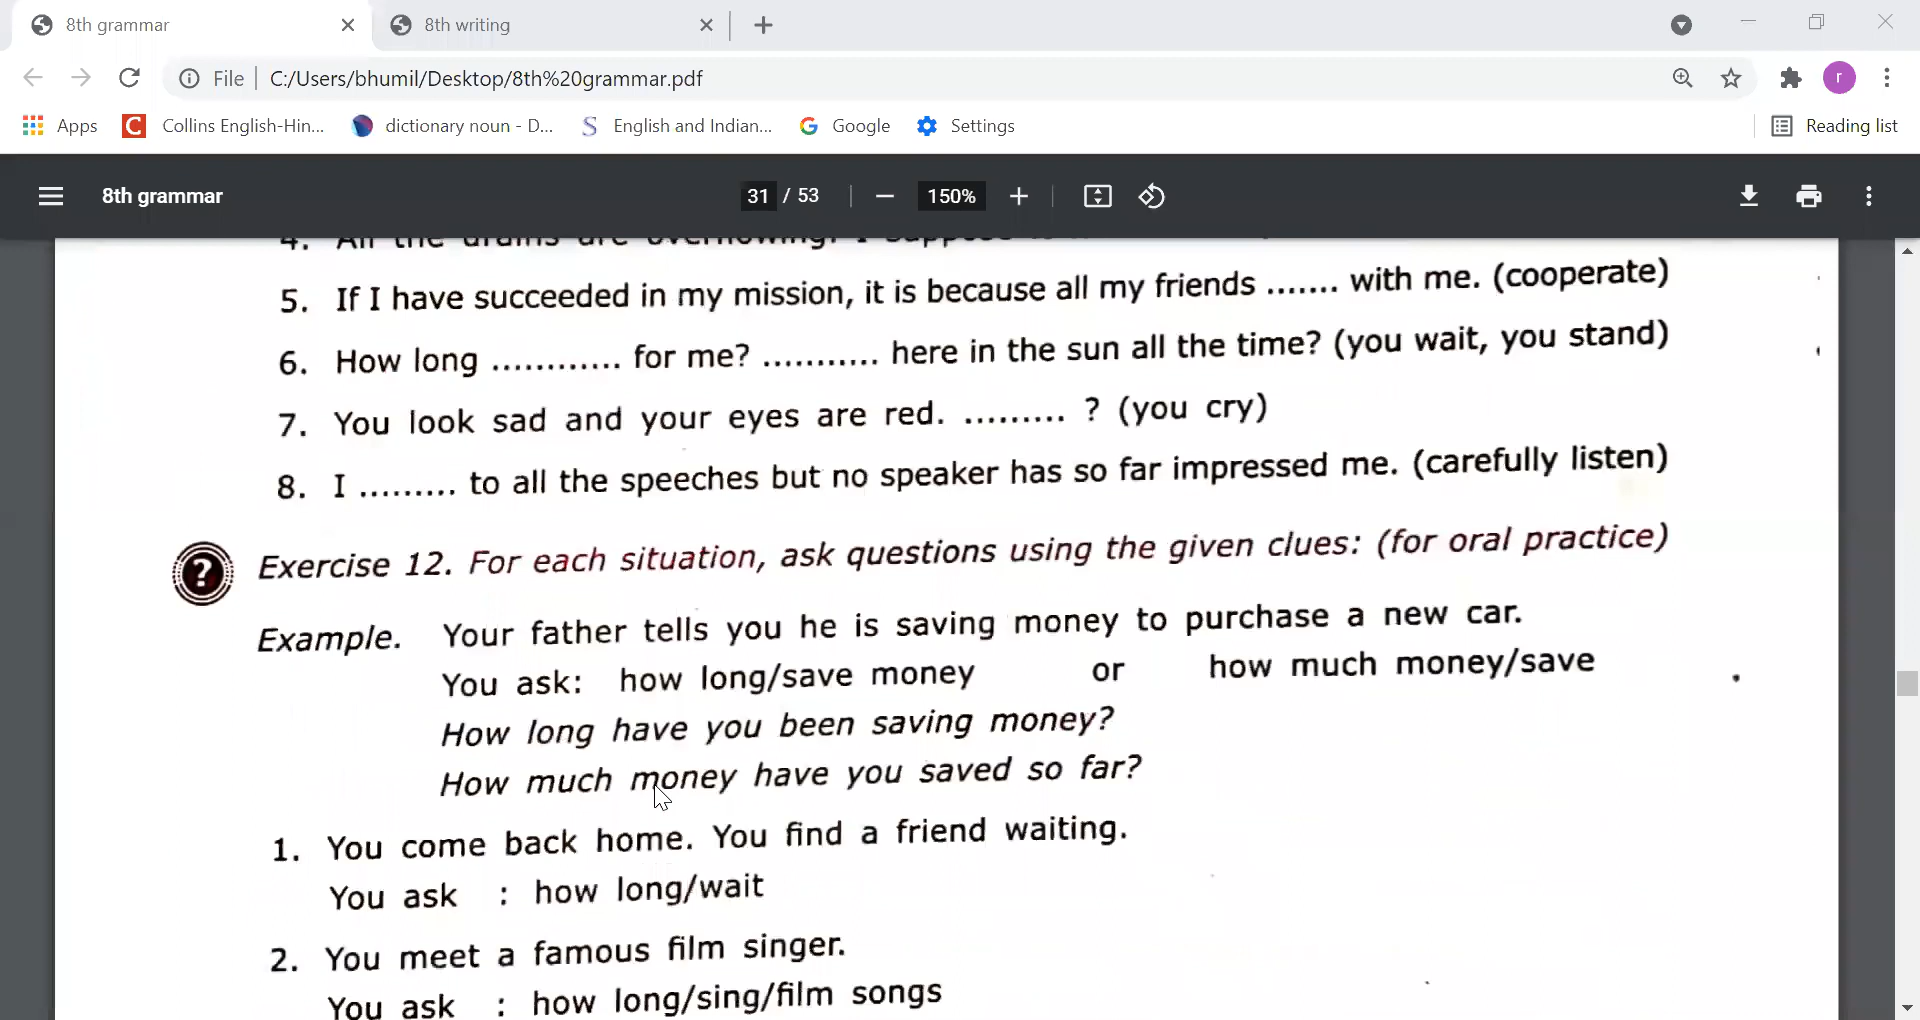 8th grammar
8th writing
File
C:/Users/bhumil/Desktop/8th%20grammar.pdf
r
Apps
C
Collins English-Hin...
dictionary noun - D...
S
English and Indian...
G
Google
Settings
Reading list
8th grammar
31 / 53
150%
4. All the drains are overflowing. I suppose
5. If I have succeeded in my mission, it is because all my friends ....... with me. (cooperate)
6. How long ............ for me? ........... here in the sun all the time? (you wait, you stand)
7. You look sad and your eyes are red. ......... ? (you cry)
8. I ......... to all the speeches but no speaker has so far impressed me. (carefully listen)
? Exercise 12. For each situation, ask questions using the given clues: (for oral practice)
Example. Your father tells you he is saving money to purchase a new car.
You ask: how long/save money or how much money/save
How long have you been saving money?
How much money have you saved so far?
1. You come back home. You find a friend waiting.
You ask : how long/wait
2. You meet a famous film singer.
You ask : how long/sing/film songs